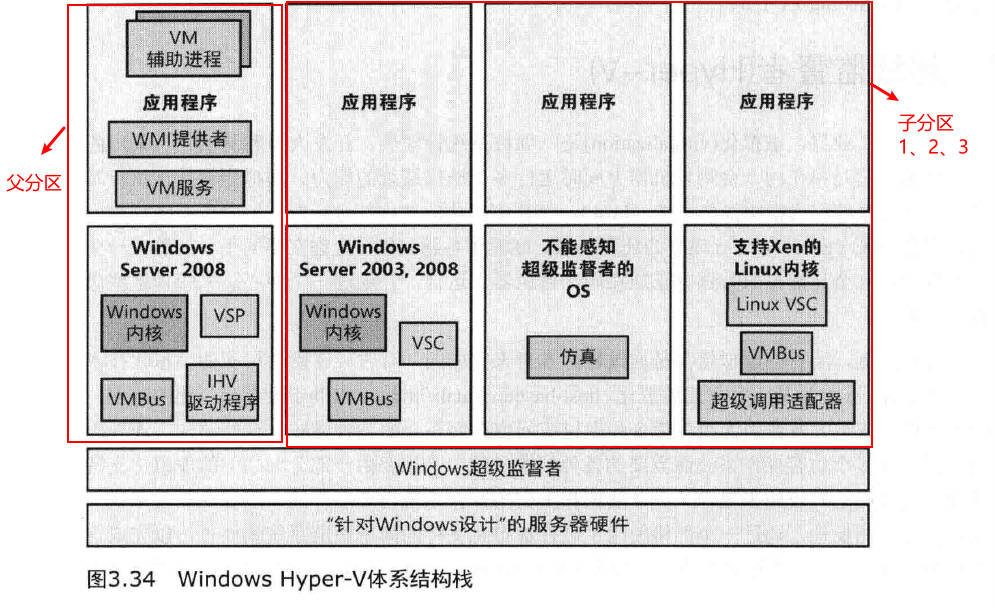 VM
辅助进程
应用程序
WMI提供者
VM服务
应用程序
应用程序
应用程序
父分区
子分区
1、2、3
Windows
Server 2008
Windows
内核
VSP
VMBus
IHV
驱动程序
Windows
Server 2003, 2008
Windows
内核
VSC
VMBus
不能感知
超级监督者的
OS
仿真
支持Xen的
Linux内核
Linux VSC
VMBus
超级调用适配器
Windows超级监督者
“针对Windows设计”的服务器硬件
图3.34 Windows Hyper-V体系结构栈